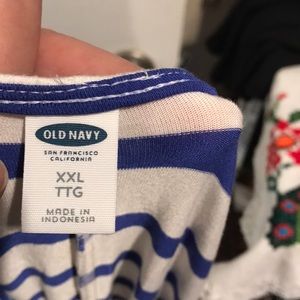 OLD NAVY
SAN FRANCISCO
CALIFORNIA
XXL
TTG
MADE IN
INDONESIA